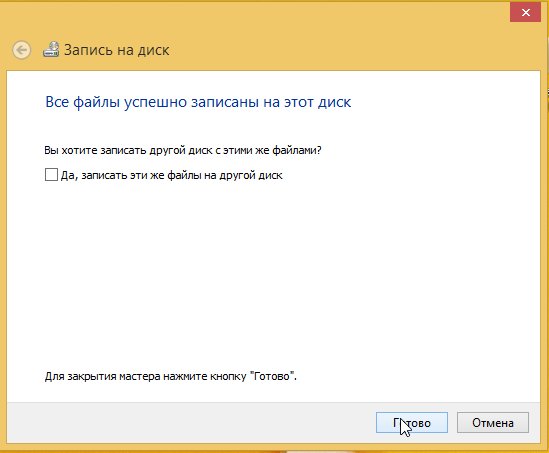 Запись на диск
Все файлы успешно записаны на этот диск
Вы хотите записать другой диск с этими же файлами?
Да, записать эти же файлы на другой диск
Для закрытия мастера нажмите кнопку "Готово".
Готово
Отмена